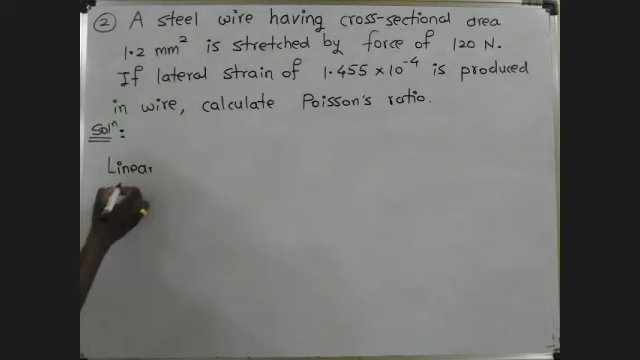 ② A steel wire having cross-sectional area
1.2 mm² is stretched by force of 120 N.
If lateral strain of 1.455 × 10⁻⁴ is produced
in wire, calculate Poisson's ratio.
Solⁿ:
Linear